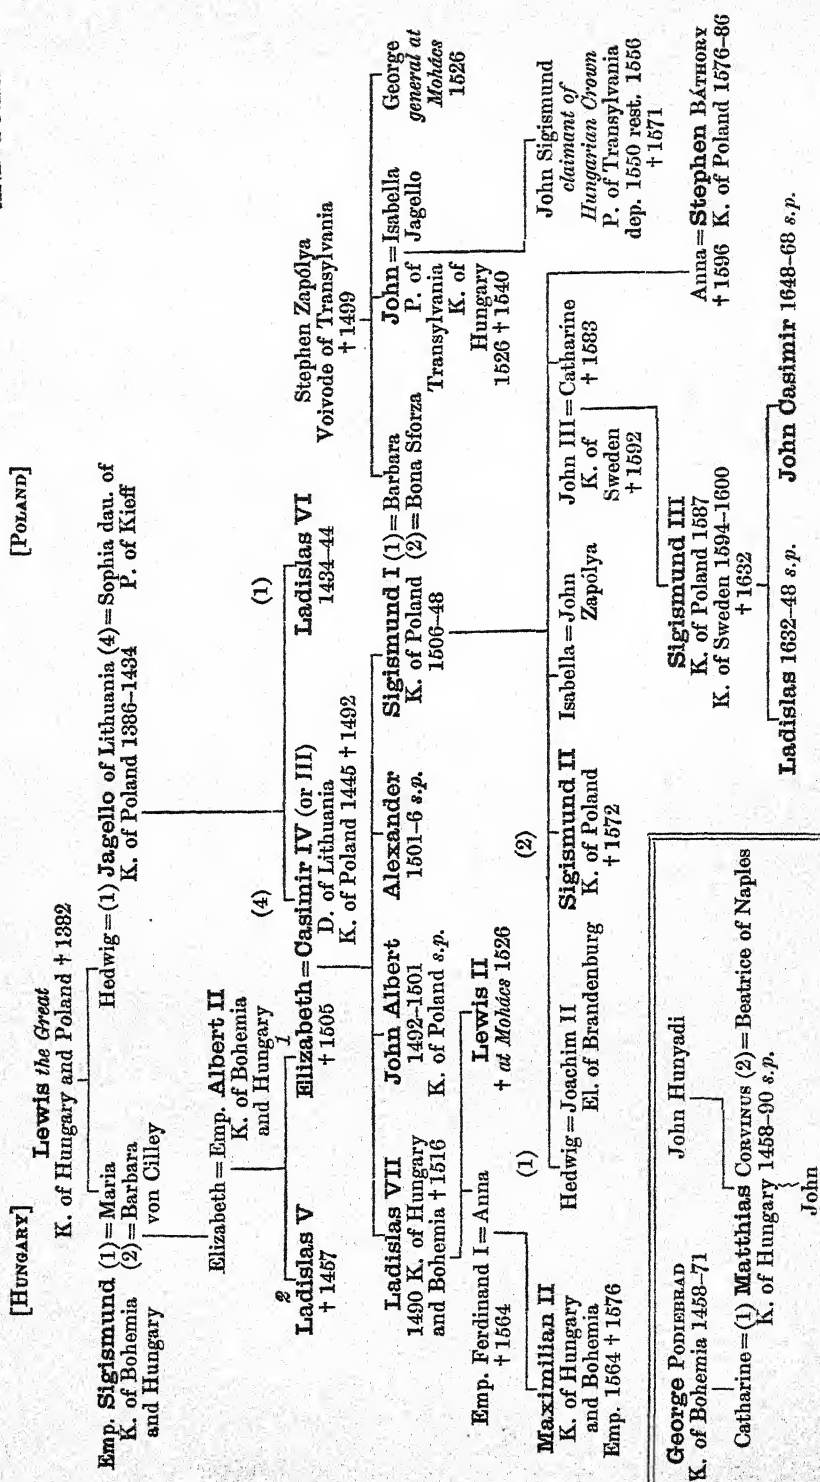 [HUNGARY]
[POLAND]
Lewis the Great
K. of Hungary and Poland † 1382
Emp. Sigismund (1)=Maria
K. of Bohemia (2)=Barbara
and Hungary von Cilley
Hedwig=(1) Jagello of Lithuania (4)=Sophia dau. of
K. of Poland 1386–1434 P. of Kieff
Elizabeth=Emp. Albert II
K. of Bohemia
and Hungary
(4)
(1)
2
1
Ladislas V
† 1457
Elizabeth=Casimir IV (or III)
† 1505 D. of Lithuania
K. of Poland 1445 † 1492
Ladislas VI
1434–44
Stephen Zapólya
Voivode of Transylvania
† 1499
Ladislas VII
1490 K. of Hungary
and Bohemia † 1516
John Albert
1492–1501
K. of Poland s.p.
Alexander
1501–6 s.p.
Sigismund I (1)=Barbara
K. of Poland (2)=Bona Sforza
1506–48
John=Isabella
P. of Jagello
Transylvania
K. of
Hungary
1526 † 1540
George
general at
Mohács
1526
Emp. Ferdinand I=Anna
† 1564
Lewis II
† at Mohács 1526
(1)
(2)
John Sigismund
claimant of
Hungarian Crown
P. of Transylvania
dep. 1550 rest. 1556
† 1571
Maximilian II
K. of Hungary
and Bohemia
Emp. 1564 † 1576
Hedwig=Joachim II
El. of Brandenburg
Sigismund II
K. of Poland
† 1572
Isabella=John
Zapólya
John III=Catharine
K. of † 1583
Sweden
† 1592
Anna=Stephen BÁTHORY
† 1596 K. of Poland 1576–86
Sigismund III
K. of Poland 1587
K. of Sweden 1594–1600
† 1632
Ladislas 1632–48 s.p.
John Casimir 1648–68 s.p.
George PODIEBRAD
K. of Bohemia 1458–71
John Hunyadi
Catharine=(1) Matthias CORVINUS (2)=Beatrice of Naples
K. of Hungary 1458–90 s.p.
John